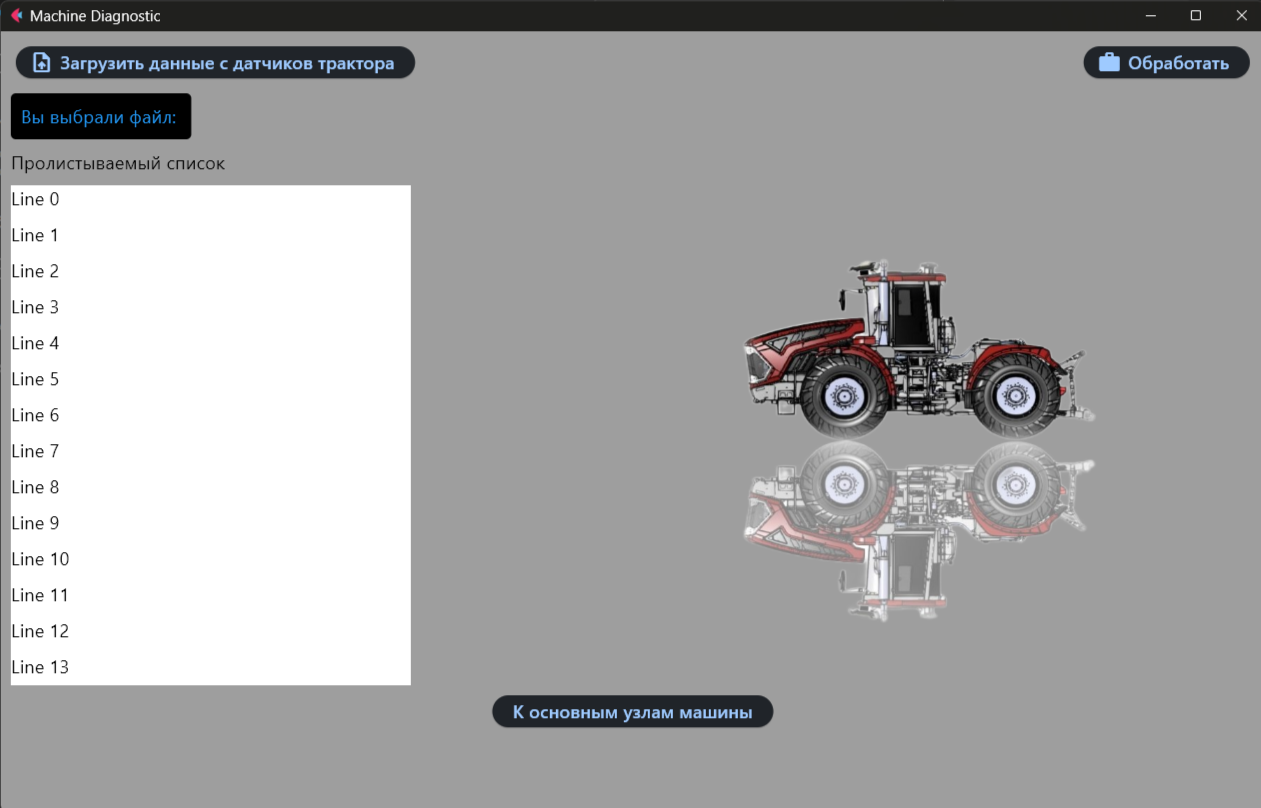 Machine Diagnostic
Загрузить данные с датчиков трактора
Обработать
Вы выбрали файл:
Пролистываемый список
Line 0
Line 1
Line 2
Line 3
Line 4
Line 5
Line 6
Line 7
Line 8
Line 9
Line 10
Line 11
Line 12
Line 13
К основным узлам машины